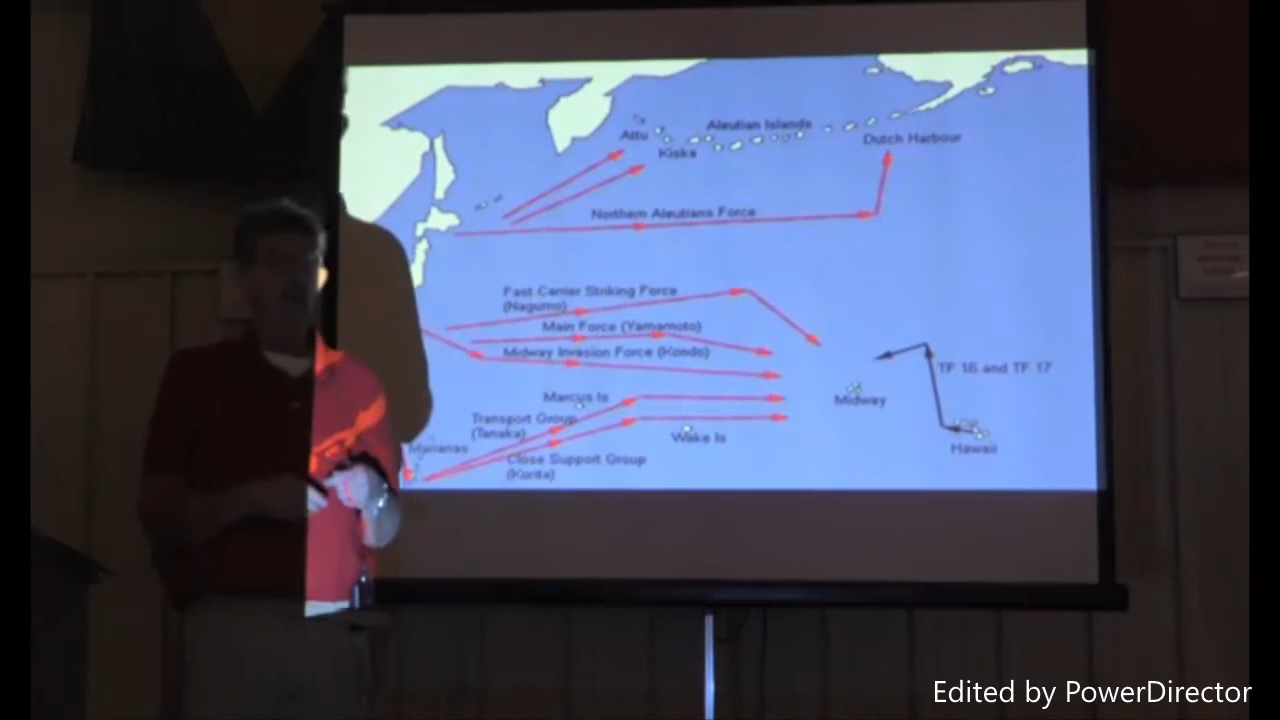 Aleutian Islands
Attu
Kiska
Dutch Harbour
Northern Aleutians Force
Fast Carrier Striking Force
(Nagumo)
Main Force (Yamamoto)
Midway Invasion Force (Kondo)
TF 16 and TF 17
Marcus Is
Midway
Transport Group
(Tanaka)
Wake Is
Marianas
Hawaii
Close Support Group
(Kurita)
Edited by PowerDirector